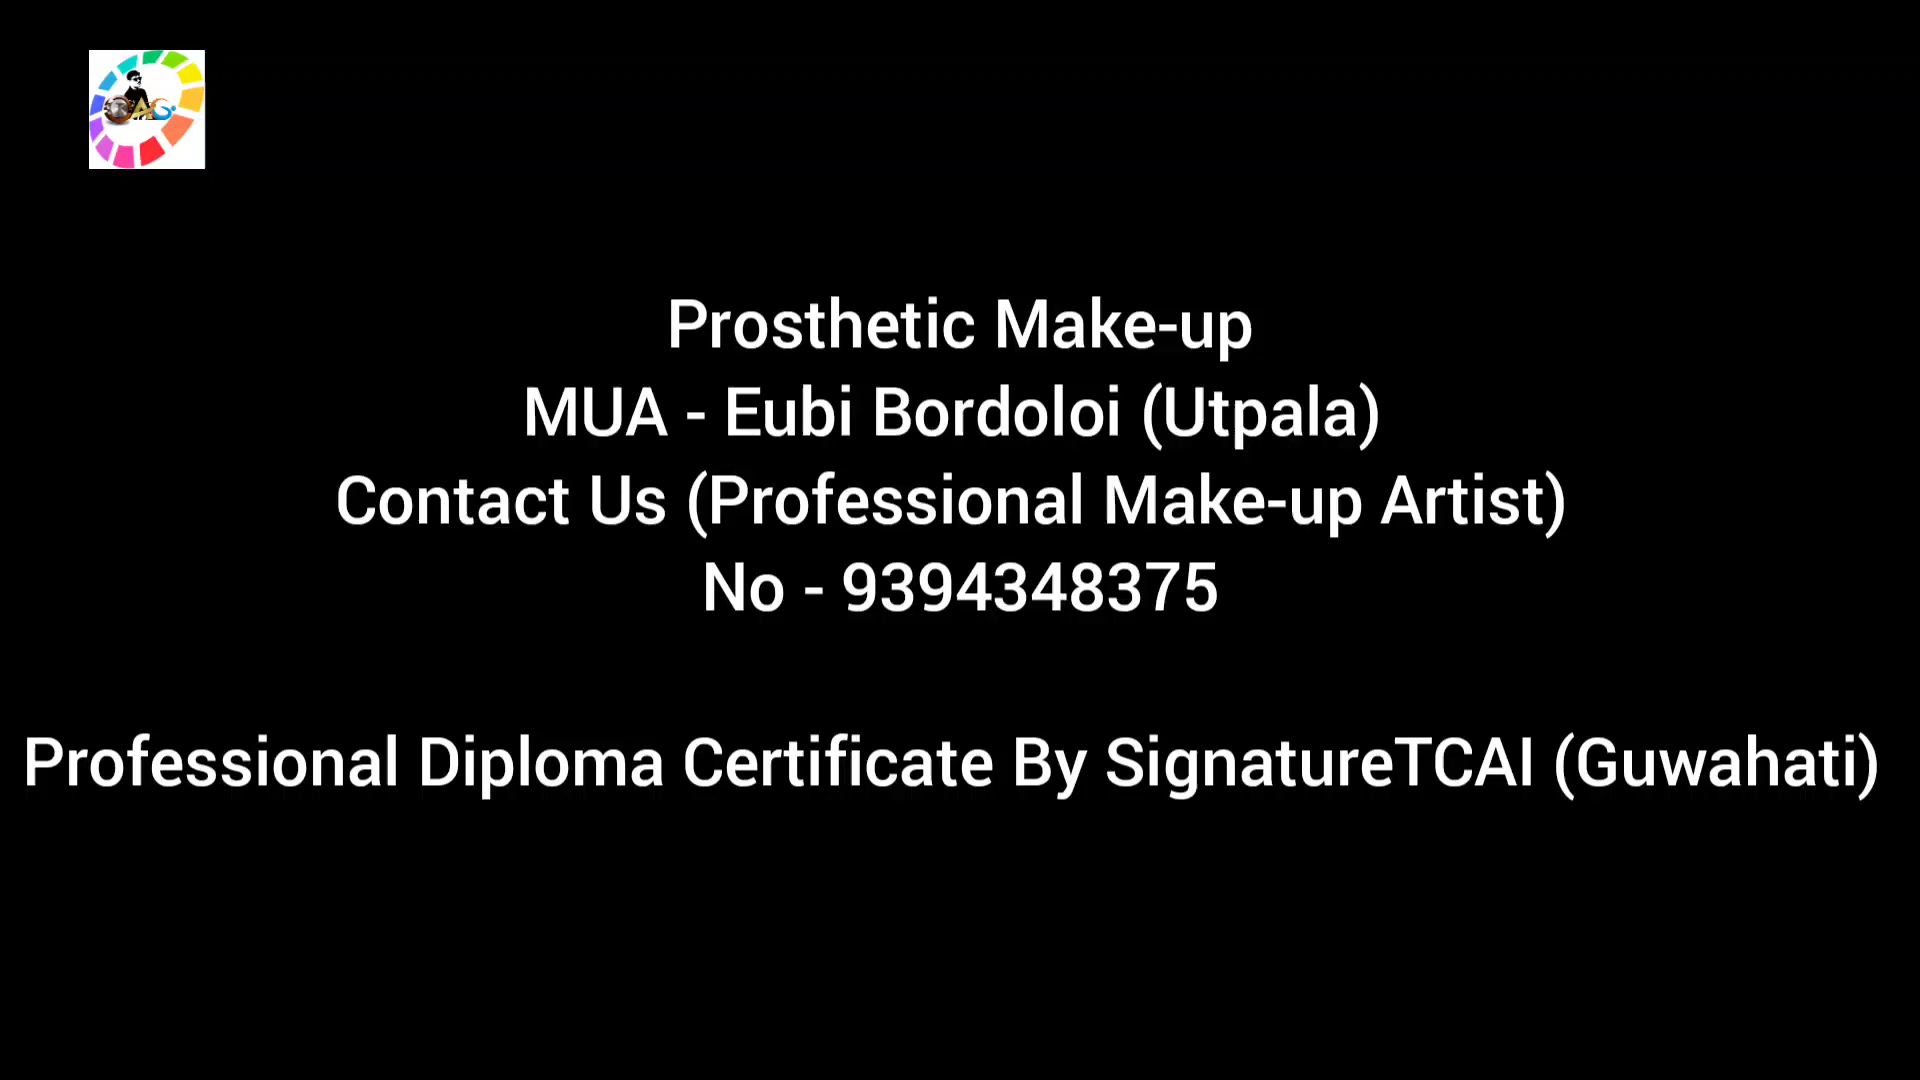 Prosthetic Make-up
MUA - Eubi Bordoloi (Utpala)
Contact Us (Professional Make-up Artist)
No - 9394348375
Professional Diploma Certificate By SignatureTCAI (Guwahati)